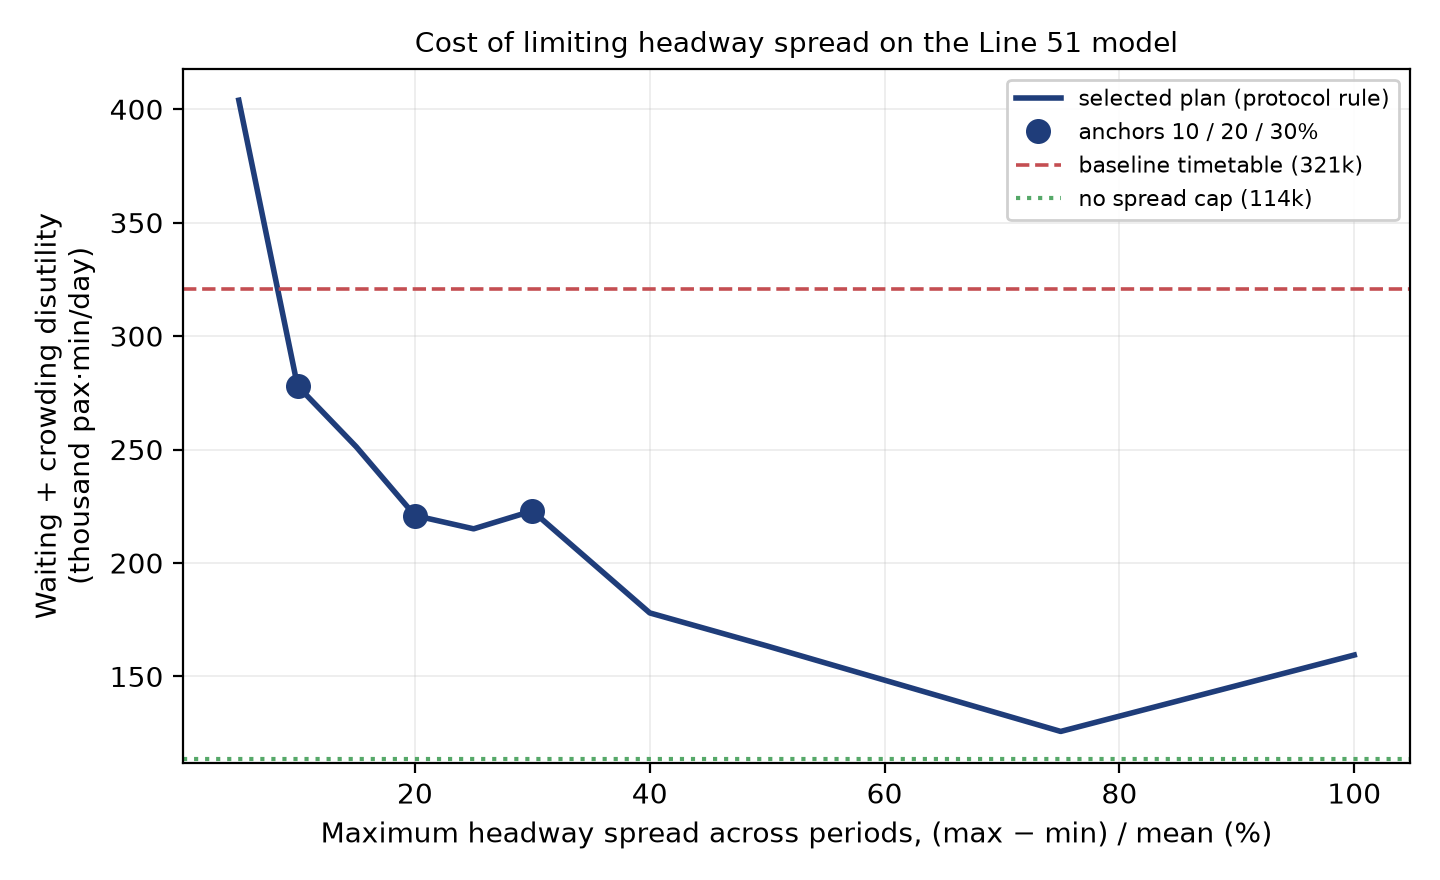 Cost of limiting headway spread on the Line 51 model
selected plan (protocol rule)
anchors 10 / 20 / 30%
baseline timetable (321k)
no spread cap (114k)
Waiting + crowding disutility
(thousand pax·min/day)
400
350
300
250
200
150
20
40
60
80
100
Maximum headway spread across periods, (max − min) / mean (%)